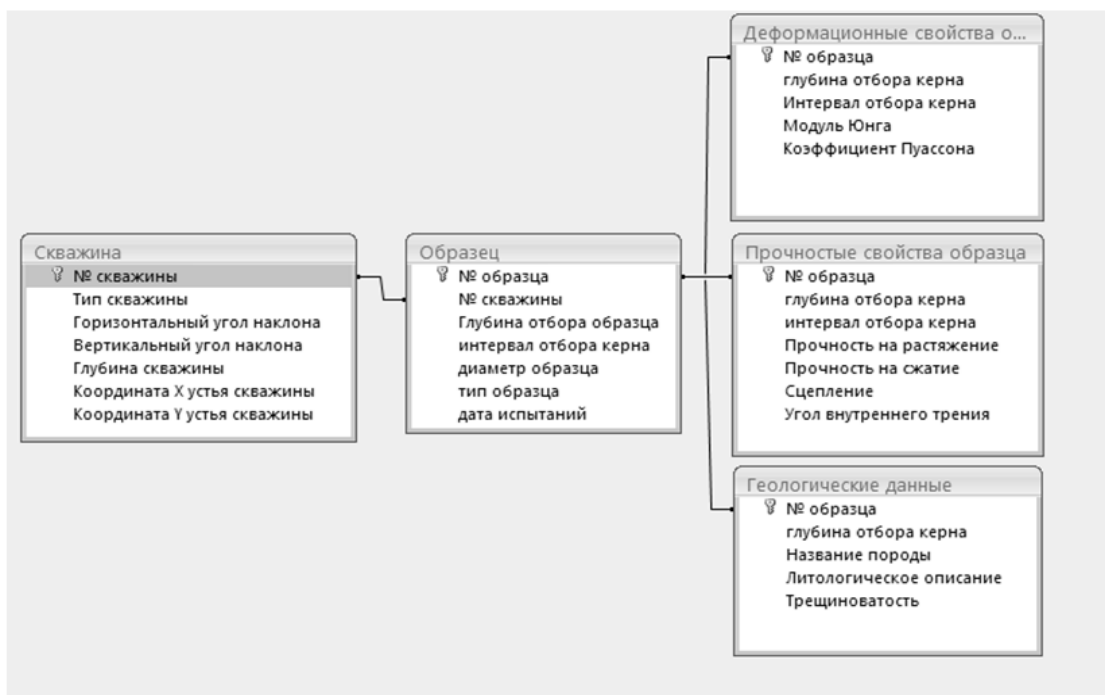 Скважина
№ скважины
Тип скважины
Горизонтальный угол наклона
Вертикальный угол наклона
Глубина скважины
Координата X устья скважины
Координата Y устья скважины
Образец
№ образца
№ скважины
Глубина отбора образца
интервал отбора керна
диаметр образца
тип образца
дата испытаний
Деформационные свойства о...
№ образца
глубина отбора керна
Интервал отбора керна
Модуль Юнга
Коэффициент Пуассона
Прочностые свойства образца
№ образца
глубина отбора керна
интервал отбора керна
Прочность на растяжение
Прочность на сжатие
Сцепление
Угол внутреннего трения
Геологические данные
№ образца
глубина отбора керна
Название породы
Литологическое описание
Трещиноватость